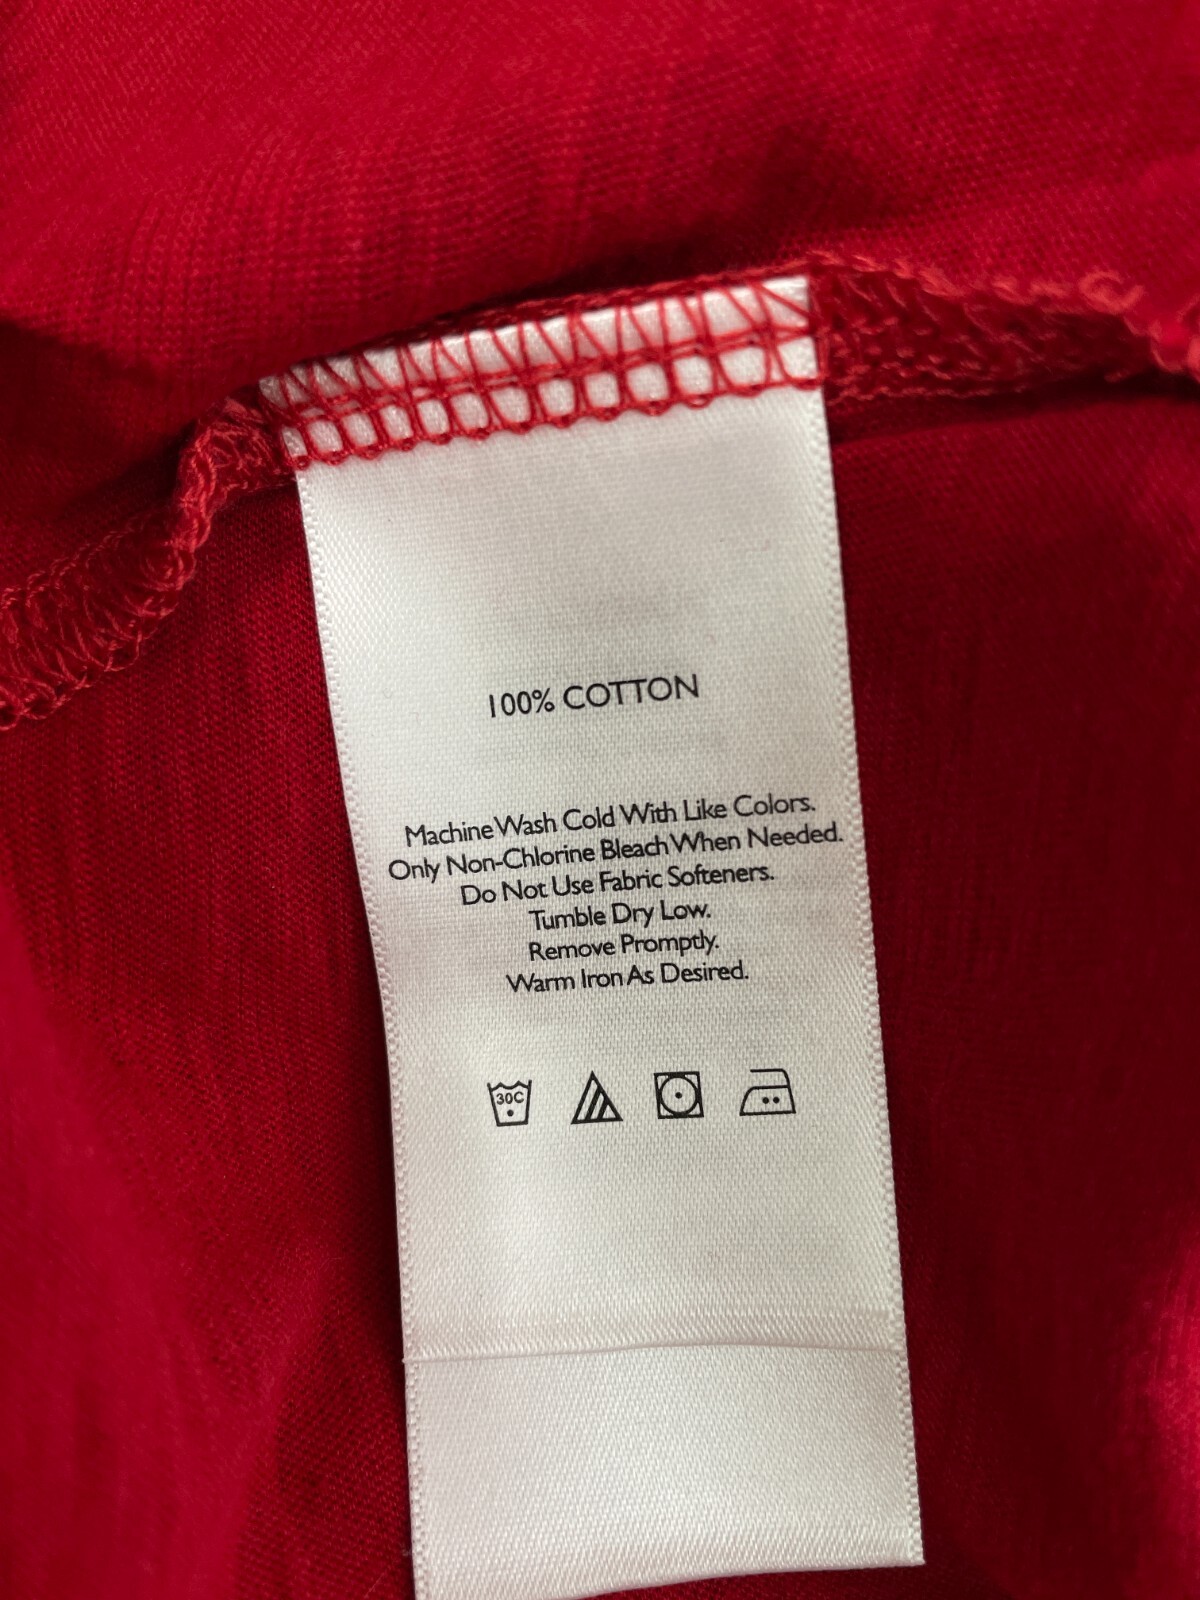 100% COTTON
Machine Wash Cold With Like Colors.
Only Non-Chlorine Bleach When Needed.
Do Not Use Fabric Softeners.
Tumble Dry Low.
Remove Promptly.
Warm Iron As Desired.
30C